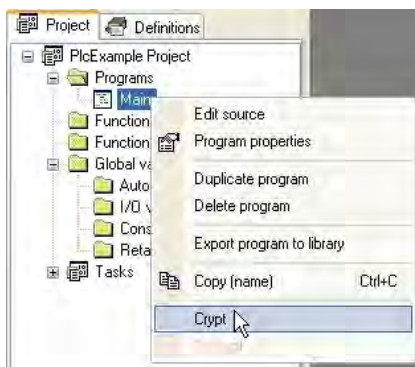 Project Definitions
PlcExample Project
Programs
Main
Edit source
Function
Program properties
Function
Global va
Duplicate program
Auto
Delete program
I/O v
Cons
Export program to library
Reta
Tasks
Copy (name) Ctrl+C
Crypt